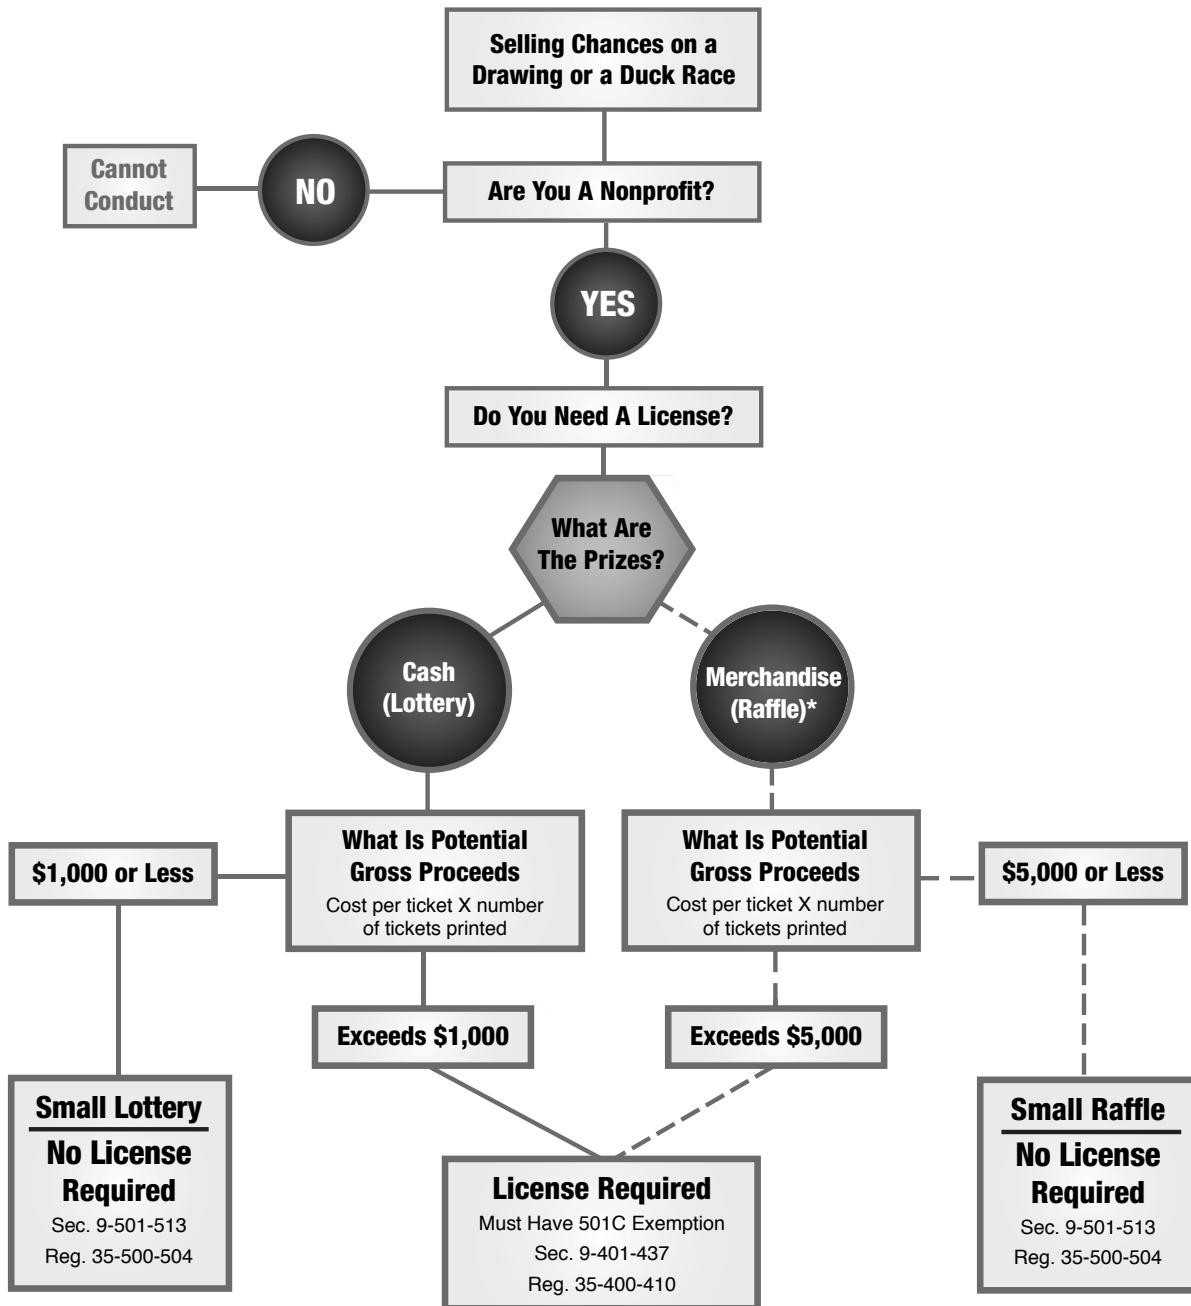 Selling Chances on a
Drawing or a Duck Race
Cannot
Conduct
NO
Are You A Nonprofit?
YES
Do You Need A License?
What Are
The Prizes?
Cash
(Lottery)
Merchandise
(Raffle)*
$1,000 or Less
What Is Potential
Gross Proceeds
Cost per ticket X number
of tickets printed
What Is Potential
Gross Proceeds
Cost per ticket X number
of tickets printed
$5,000 or Less
Exceeds $1,000
Exceeds $5,000
Small Lottery
No License
Required
Sec. 9-501-513
Reg. 35-500-504
License Required
Must Have 501C Exemption
Sec. 9-401-437
Reg. 35-400-410
Small Raffle
No License
Required
Sec. 9-501-513
Reg. 35-500-504